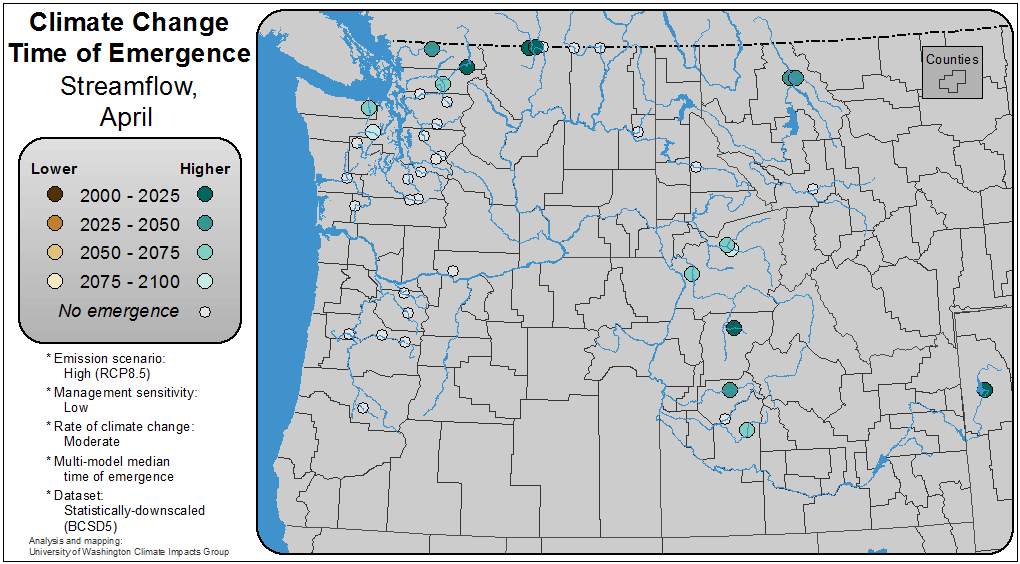 Climate Change
Time of Emergence
Streamflow,
April
Lower Higher
2000 - 2025
2025 - 2050
2050 - 2075
2075 - 2100
No emergence
* Emission scenario:
High (RCP8.5)
* Management sensitivity:
Low
* Rate of climate change:
Moderate
* Multi-model median
time of emergence
* Dataset:
Statistically-downscaled
(BCSD5)
Analysis and mapping:
University of Washington Climate Impacts Group
Counties